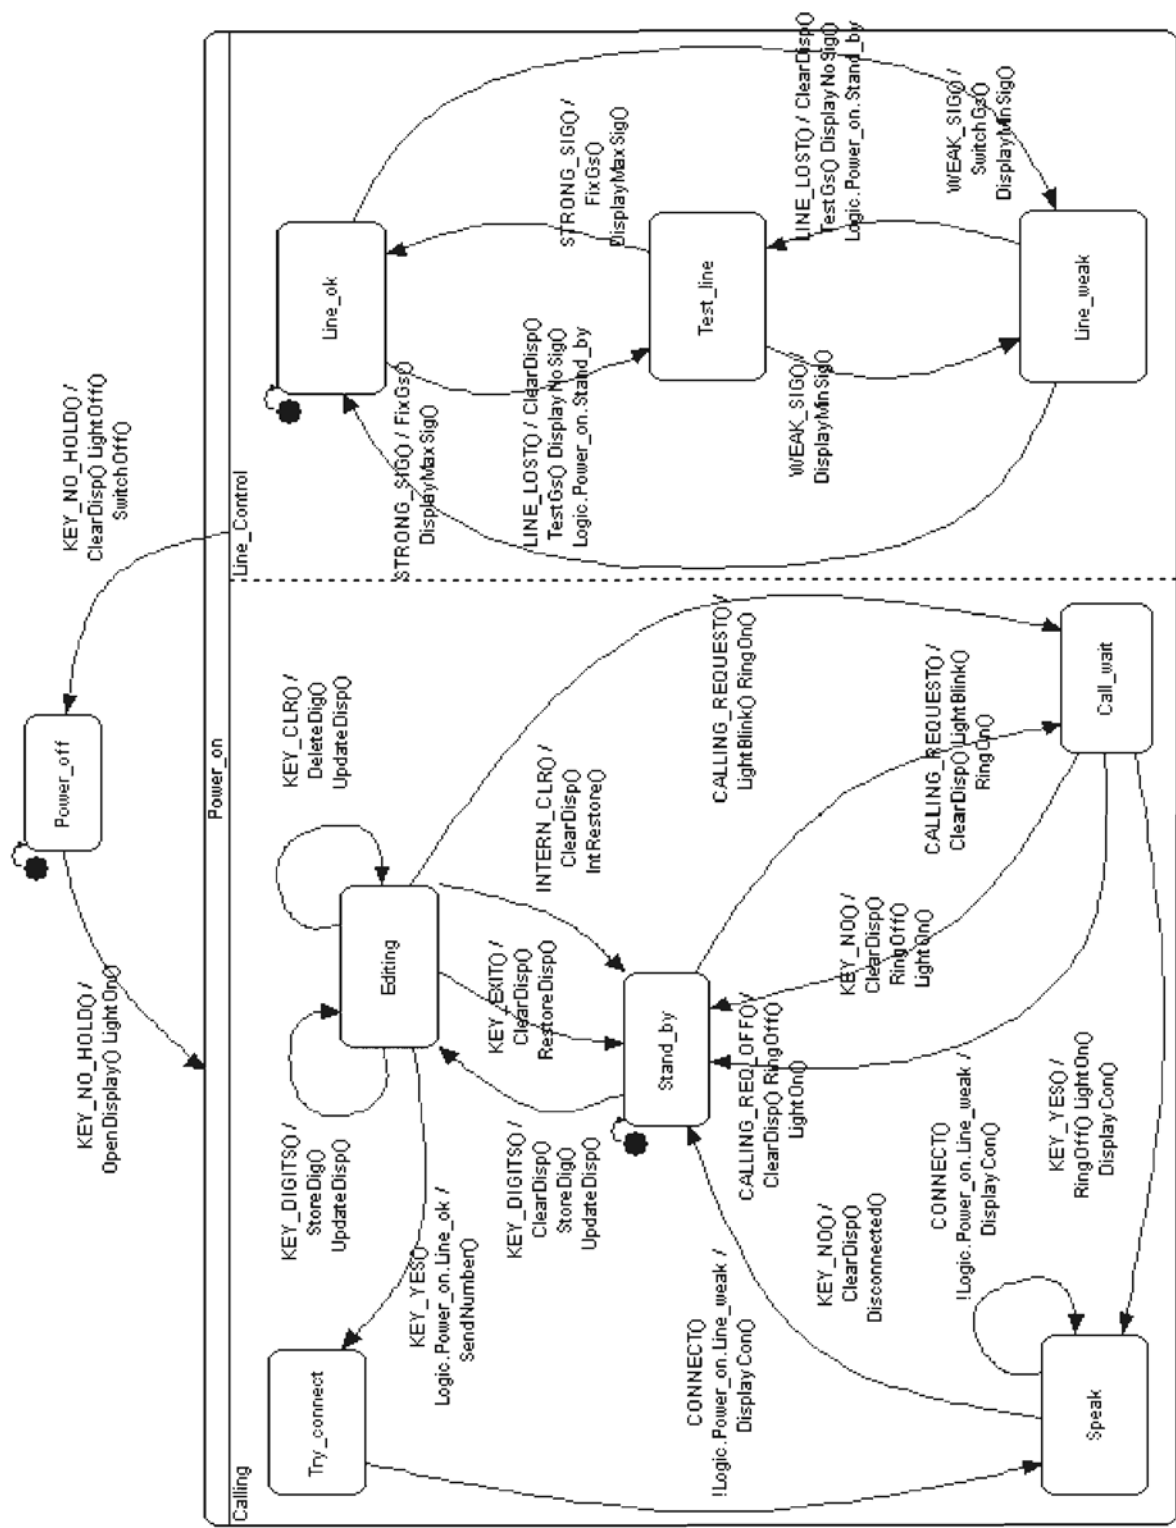 Power_off
KEY_NO_HOLD() /
OpenDisplay() LightOn()
KEY_NO_HOLD() /
ClearDisp() LightOff()
SwitchOff()
Power_on
Calling
Line_Control
Try_connect
KEY_DIGITS() /
StoreDig()
UpdateDisp()
KEY_CLR() /
DeleteDig()
UpdateDisp()
Editing
KEY_YES()
Logic.Power_on.Line_ok /
SendNumber()
KEY_DIGITS() /
ClearDisp()
StoreDig()
UpdateDisp()
KEY_EXIT() /
ClearDisp()
RestoreDisp()
INTERN_CLR() /
ClearDisp()
IntRestore()
Stand_by
CONNECT()
!Logic.Power_on.Line_weak /
DisplayCon()
CALLING_REQ_OFF() /
ClearDisp() RingOff()
LightOn()
CALLING_REQUEST() /
LightBlink() RingOn()
KEY_NO() /
ClearDisp()
Disconnected()
KEY_NO() /
ClearDisp()
RingOff()
LightOn()
CALLING_REQUEST() /
ClearDisp() LightBlink()
RingOn()
CONNECT()
!Logic.Power_on.Line_weak /
DisplayCon()
KEY_YES() /
RingOff() LightOn()
DisplayCon()
Speak
Call_wait
Line_ok
STRONG_SIG() / FixGs()
DisplayMaxSig()
LINE_LOST() / ClearDisp()
TestGs() DisplayNoSig()
Logic.Power_on.Stand_by
STRONG_SIG() /
FixGs()
DisplayMaxSig()
Test_line
WEAK_SIG() /
DisplayMinSig()
LINE_LOST() / ClearDisp()
TestGs() DisplayNoSig()
Logic.Power_on.Stand_by
WEAK_SIG() /
SwitchGs()
DisplayMinSig()
Line_weak